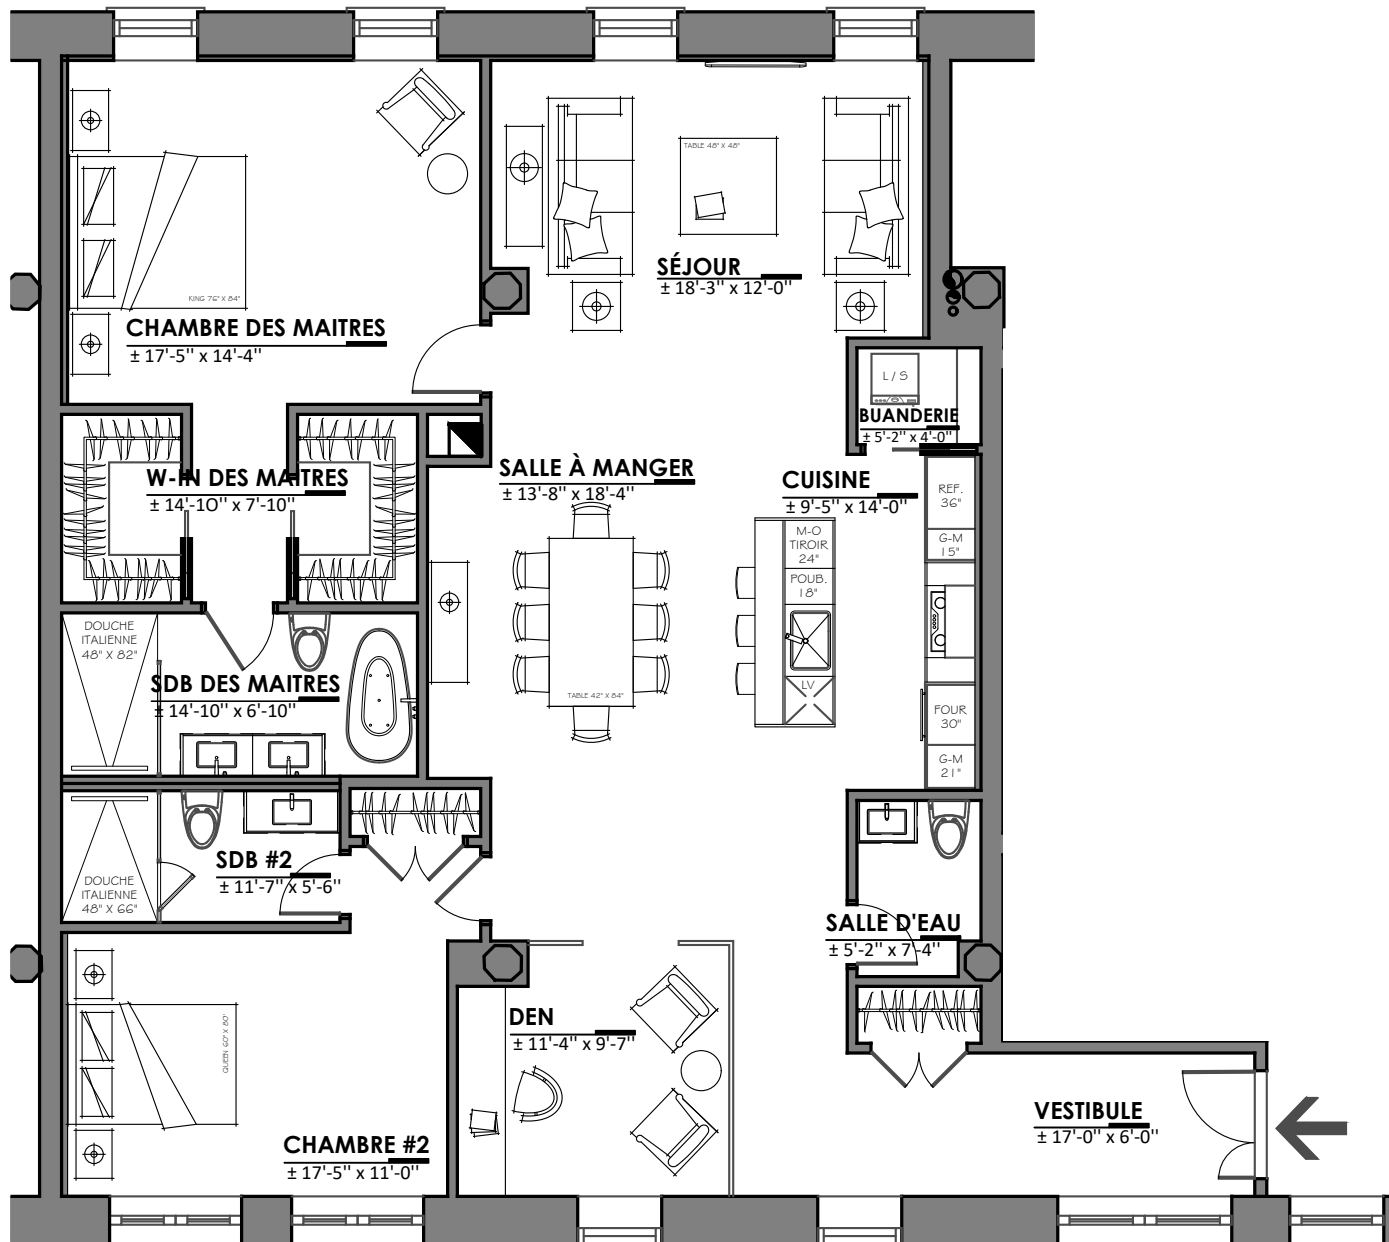 TABLE 48" X 48"
SÉJOUR
± 18'-3'' x 12'-0''
KING 76" X 84"
CHAMBRE DES MAITRES
± 17'-5'' x 14'-4''
L / S
BUANDERIE
± 5'-2'' x 4'-0''
W-IN DES MAITRES
± 14'-10'' x 7'-10''
SALLE À MANGER
± 13'-8'' x 18'-4''
CUISINE
± 9'-5'' x 14'-0''
REF.
36"
G-M
15"
M-O
TIROIR
24"
POUB.
18"
LV
FOUR
30"
G-M
21"
TABLE 42" X 84"
DOUCHE
ITALIENNE
48" X 82"
SDB DES MAITRES
± 14'-10'' x 6'-10''
SDB #2
± 11'-7'' x 5'-6''
DOUCHE
ITALIENNE
48" X 66"
SALLE D'EAU
± 5'-2'' x 7'-4''
DEN
± 11'-4'' x 9'-7''
QUEEN 60" X 80"
CHAMBRE #2
± 17'-5'' x 11'-0''
VESTIBULE
± 17'-0'' x 6'-0''